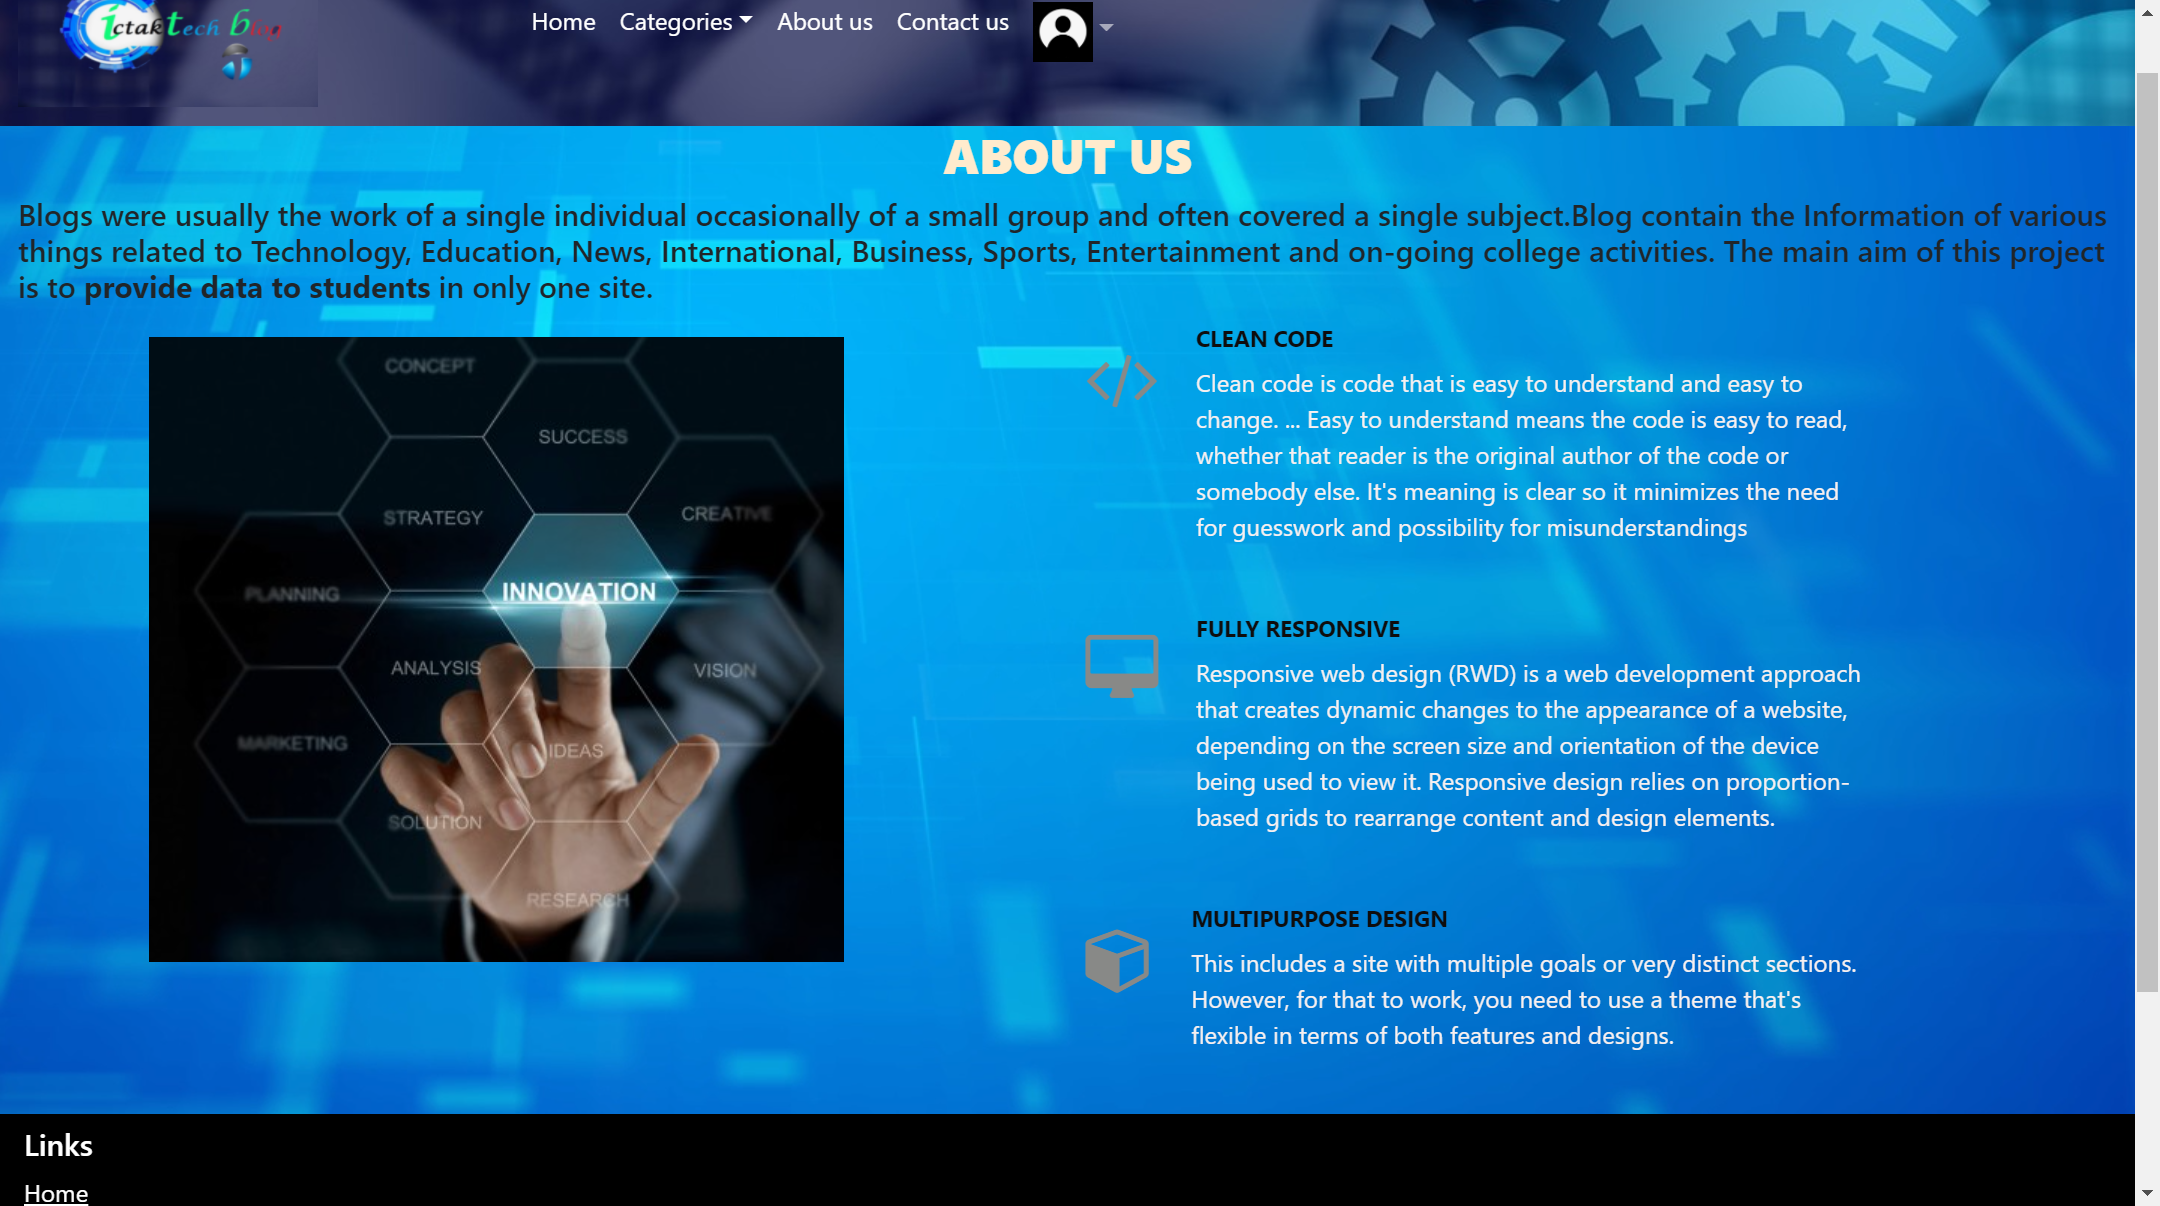 ictakTech blog
Home Categories About us Contact us
ABOUT US
Blogs were usually the work of a single individual occasionally of a small group and often covered a single subject.Blog contain the Information of various
things related to Technology, Education, News, International, Business, Sports, Entertainment and on-going college activities. The main aim of this project
is to provide data to students in only one site.
CONCEPT
SUCCESS
STRATEGY
CREATIVE
PLANNING
INNOVATION
ANALYSIS
VISION
MARKETING
IDEAS
SOLUTION
RESEARCH
CLEAN CODE
Clean code is code that is easy to understand and easy to
change. ... Easy to understand means the code is easy to read,
whether that reader is the original author of the code or
somebody else. It's meaning is clear so it minimizes the need
for guesswork and possibility for misunderstandings
FULLY RESPONSIVE
Responsive web design (RWD) is a web development approach
that creates dynamic changes to the appearance of a website,
depending on the screen size and orientation of the device
being used to view it. Responsive design relies on proportion-
based grids to rearrange content and design elements.
MULTIPURPOSE DESIGN
This includes a site with multiple goals or very distinct sections.
However, for that to work, you need to use a theme that's
flexible in terms of both features and designs.
Links
Home